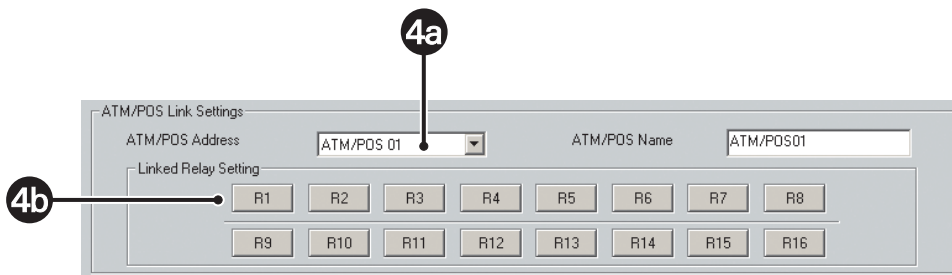 4a
ATM/POS Link Settings
ATM/POS Address ATM/POS 01 ATM/POS Name ATM/POS01
Linked Relay Setting
4b
R1 R2 R3 R4 R5 R6 R7 R8
R9 R10 R11 R12 R13 R14 R15 R16